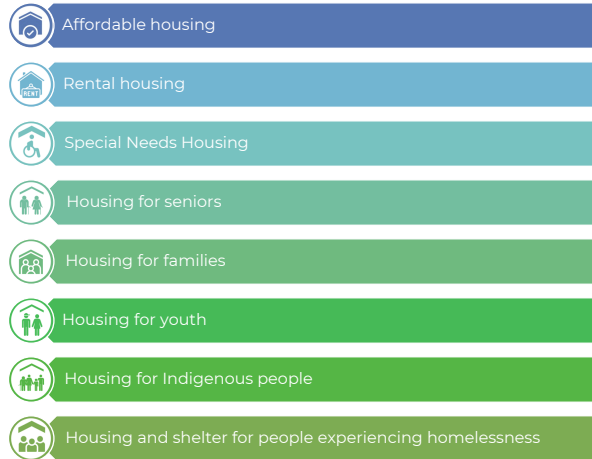 Affordable housing
RENT
Rental housing
Special Needs Housing
Housing for seniors
Housing for families
Housing for youth
Housing for Indigenous people
Housing and shelter for people experiencing homelessness